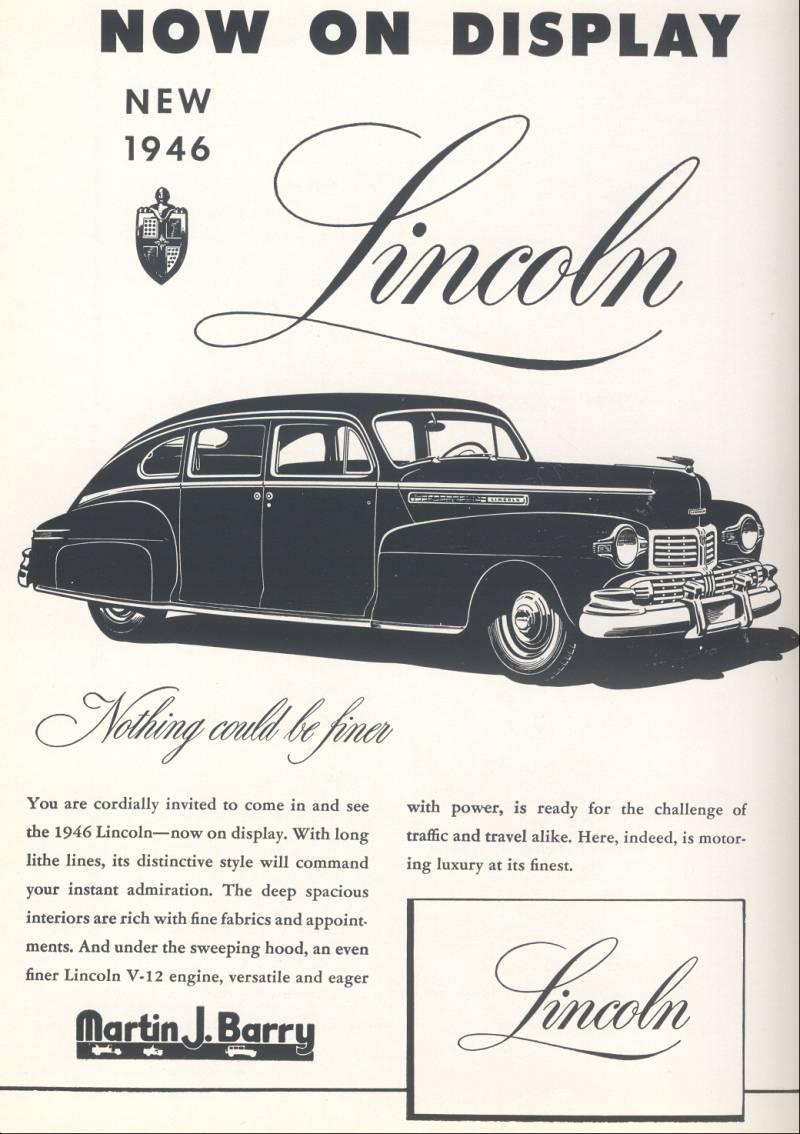 NOW ON DISPLAY
NEW
1946
Lincoln
LINCOLN
Nothing could be finer
You are cordially invited to come in and see
the 1946 Lincoln—now on display. With long
lithe lines, its distinctive style will command
your instant admiration. The deep spacious
interiors are rich with fine fabrics and appoint-
ments. And under the sweeping hood, an even
finer Lincoln V-12 engine, versatile and eager
with power, is ready for the challenge of
traffic and travel alike. Here, indeed, is motor-
ing luxury at its finest.
Martin J. Barry
Lincoln